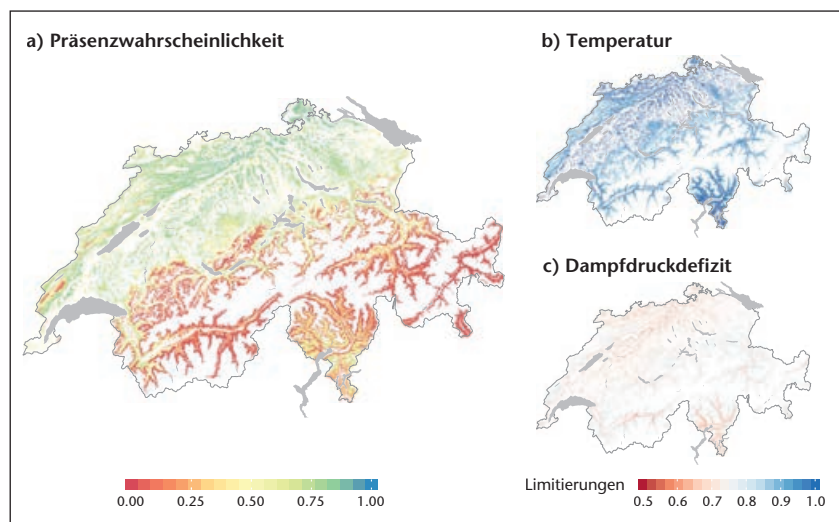 a) Präsenzwahrscheinlichkeit
b) Temperatur
c) Dampfdruckdefizit
0.00 0.25 0.50 0.75 1.00
Limitierungen
0.5 0.6 0.7 0.8 0.9 1.0